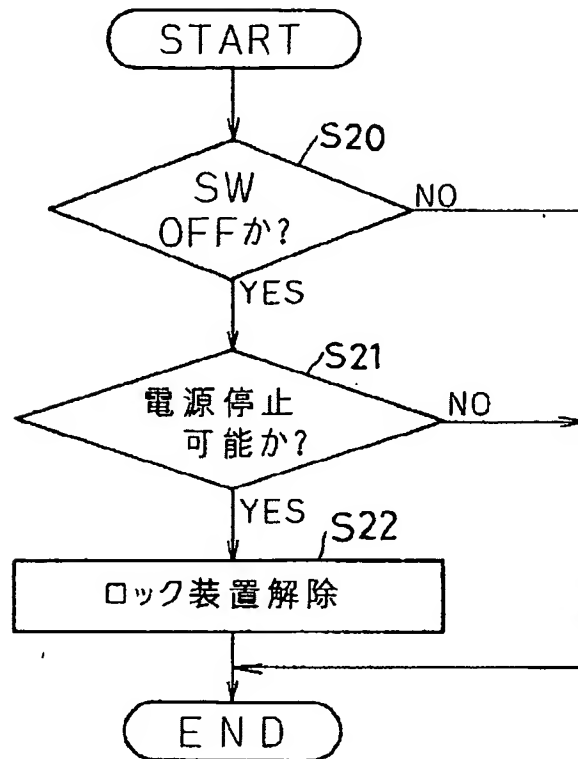 START
S20
SW
OFFか?
NO
YES
S21
電源停止
可能か?
NO
YES
S22
ロック装置解除
END